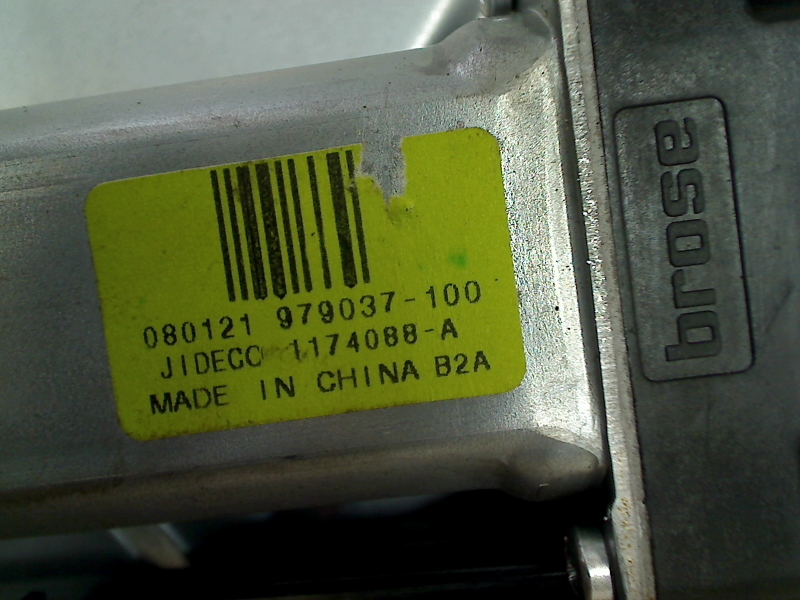 080121 979037-100
JIDECO 1174088-A
MADE IN CHINA B2A
brose